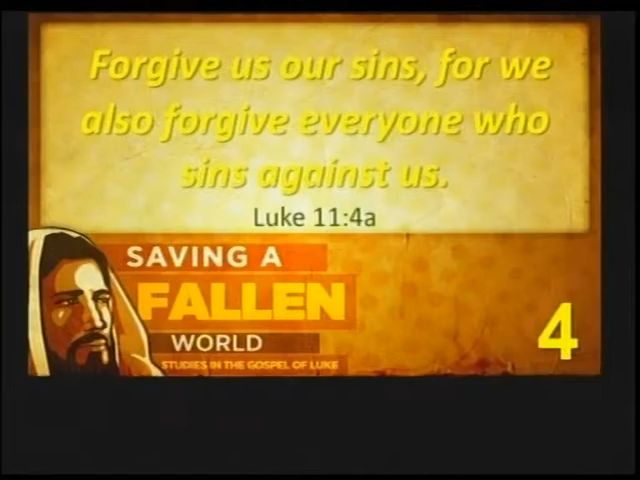 Forgive us our sins, for we
also forgive everyone who
sins against us.
Luke 11:4a
SAVING A
FALLEN
WORLD
STUDIES IN THE GOSPEL OF LUKE
4